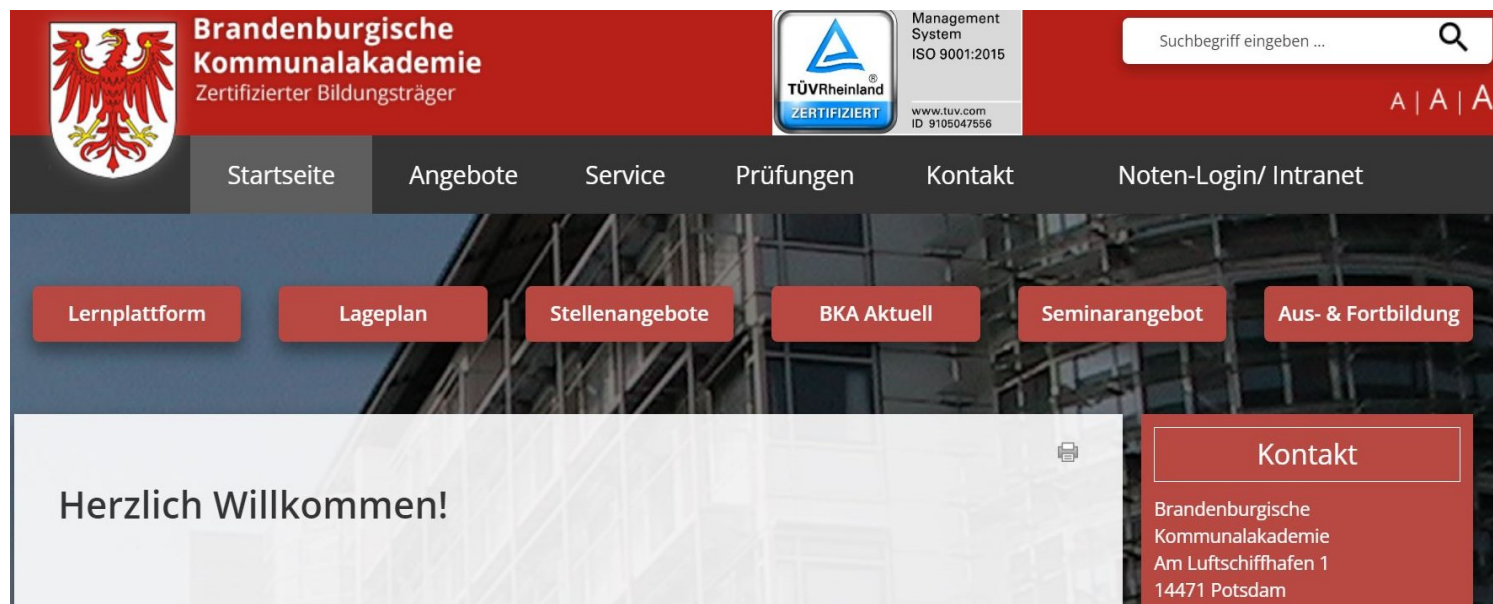 Brandenburgische
Kommunalakademie
Zertifizierter Bildungsträger
TÜVRheinland®
ZERTIFIZIERT
Management
System
ISO 9001:2015
www.tuv.com
ID 9105047556
Suchbegriff eingeben ...
A | A | A
Startseite Angebote Service Prüfungen Kontakt Noten-Login/ Intranet
Lernplattform Lageplan Stellenangebote BKA Aktuell Seminarangebot Aus- & Fortbildung
Herzlich Willkommen!
Kontakt
Brandenburgische
Kommunalakademie
Am Luftschiffhafen 1
14471 Potsdam